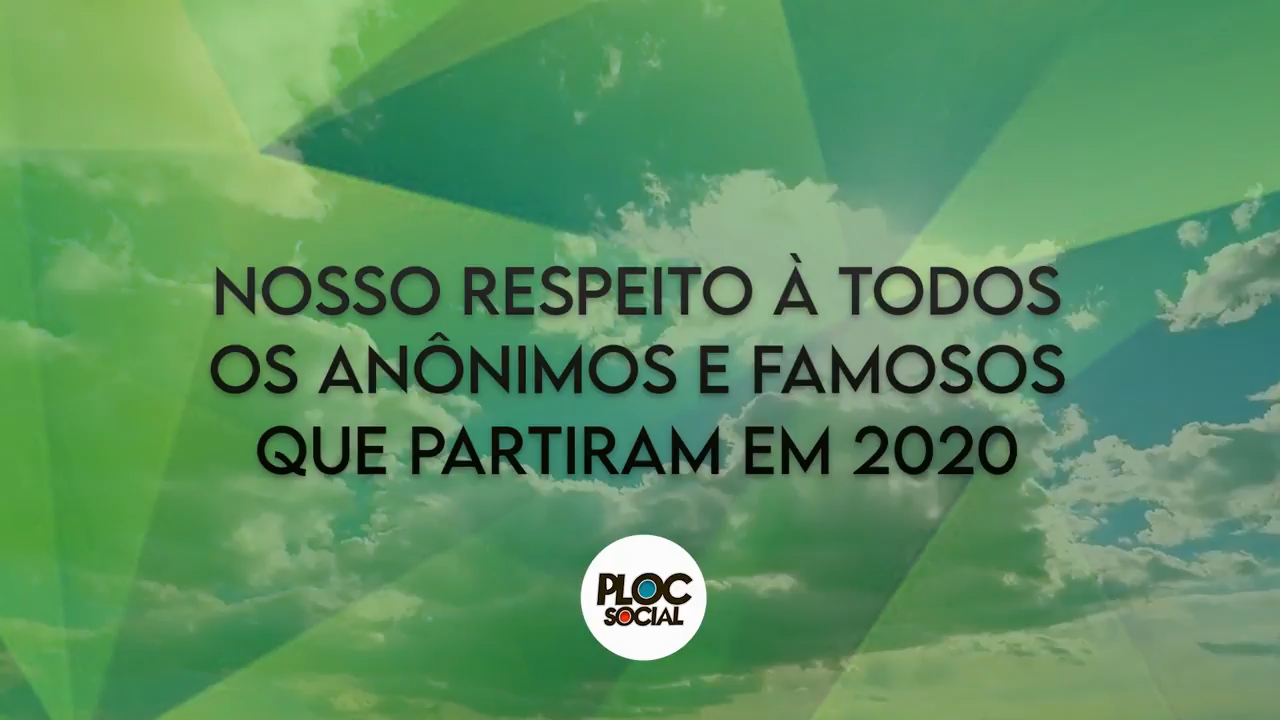 NOSSO RESPEITO À TODOS
OS ANÔNIMOS E FAMOSOS
QUE PARTIRAM EM 2020
PLOC
SOCIAL